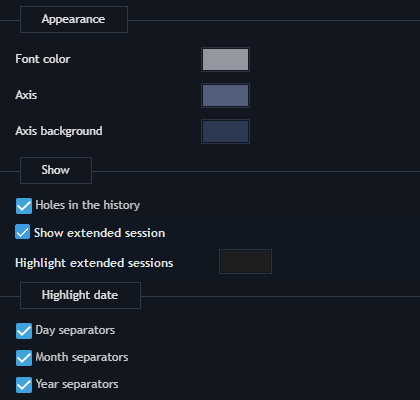 Appearance
Font color
Axis
Axis background
Show
Holes in the history
Show extended session
Highlight extended sessions
Highlight date
Day separators
Month separators
Year separators